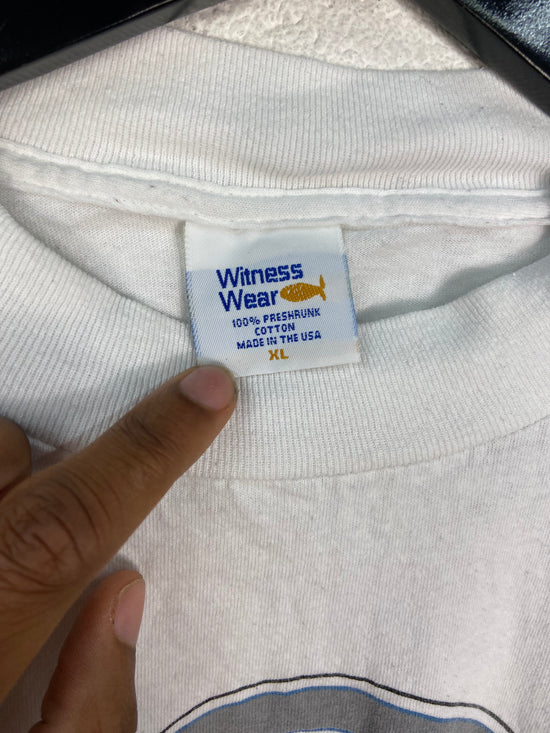 Witness
Wear
100% PRESHRUNK
COTTON
MADE IN THE USA
XL